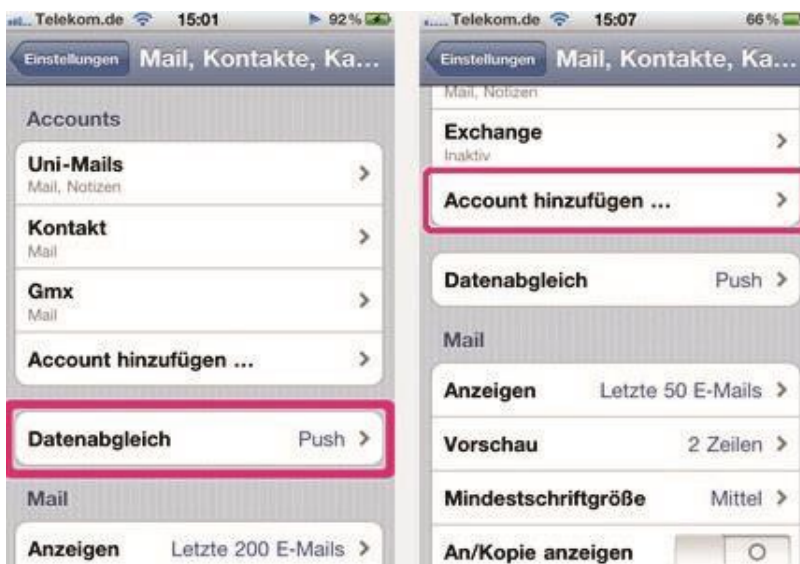 Telekom.de 15:01 92%
Einstellungen Mail, Kontakte, Ka...
Accounts
Uni-Mails
Mail, Notizen
Kontakt
Mail
Gmx
Mail
Account hinzufügen ...
Datenabgleich Push
Mail
Anzeigen Letzte 200 E-Mails
Telekom.de 15:07 66%
Einstellungen Mail, Kontakte, Ka...
Mail, Notizen
Exchange
Inaktiv
Account hinzufügen ...
Datenabgleich Push
Mail
Anzeigen Letzte 50 E-Mails
Vorschau 2 Zeilen
Mindestschriftgröße Mittel
An/Kopie anzeigen